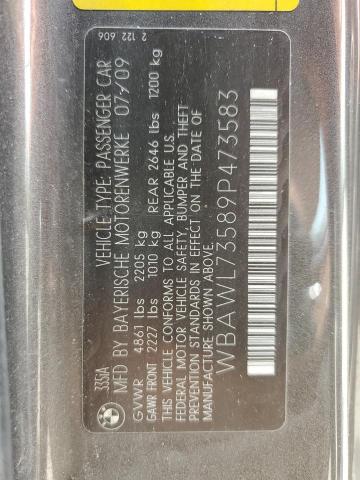 2 122 606
335iA VEHICLE TYPE: PASSENGER CAR
MFD BY BAYERISCHE MOTORENWERKE 07/09
GVWR 4861 lbs 2205 kg
GAWR FRONT 2227 lbs 1010 kg REAR 2646 lbs 1200 kg
THIS VEHICLE CONFORMS TO ALL APPLICABLE U.S.
FEDERAL MOTOR VEHICLE SAFETY, BUMPER, AND THEFT
PREVENTION STANDARDS IN EFFECT ON THE DATE OF
MANUFACTURE SHOWN ABOVE.
WBAWL73589P473583